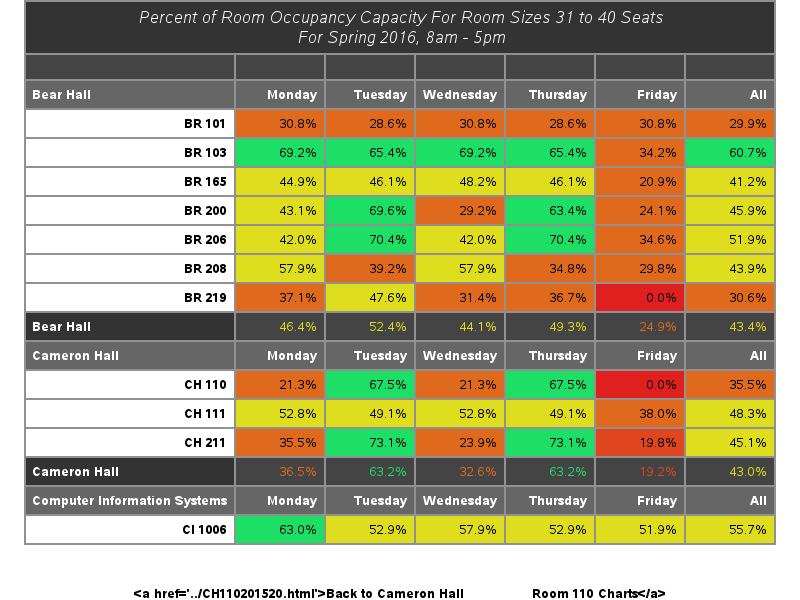 Percent of Room Occupancy Capacity For Room Sizes 31 to 40 Seats
For Spring 2016, 8am - 5pm
Bear Hall Monday Tuesday Wednesday Thursday Friday All
BR 101 30.8% 28.6% 30.8% 28.6% 30.8% 29.9%
BR 103 69.2% 65.4% 69.2% 65.4% 34.2% 60.7%
BR 165 44.9% 46.1% 48.2% 46.1% 20.9% 41.2%
BR 200 43.1% 69.6% 29.2% 63.4% 24.1% 45.9%
BR 206 42.0% 70.4% 42.0% 70.4% 34.6% 51.9%
BR 208 57.9% 39.2% 57.9% 34.8% 29.8% 43.9%
BR 219 37.1% 47.6% 31.4% 36.7% 0.0% 30.6%
Bear Hall 46.4% 52.4% 44.1% 49.3% 24.9% 43.4%
Cameron Hall Monday Tuesday Wednesday Thursday Friday All
CH 110 21.3% 67.5% 21.3% 67.5% 0.0% 35.5%
CH 111 52.8% 49.1% 52.8% 49.1% 38.0% 48.3%
CH 211 35.5% 73.1% 23.9% 73.1% 19.8% 45.1%
Cameron Hall 36.5% 63.2% 32.6% 63.2% 19.2% 43.0%
Computer Information Systems Monday Tuesday Wednesday Thursday Friday All
CI 1006 63.0% 52.9% 57.9% 52.9% 51.9% 55.7%
<a href='../CH110201520.html'>Back to Cameron Hall Room 110 Charts</a>